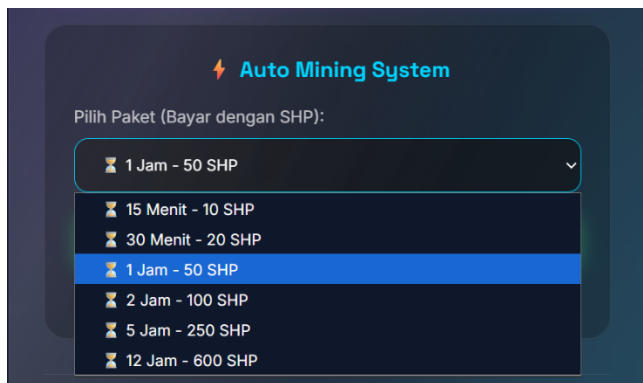 ⚡ Auto Mining System
Pilih Paket (Bayar dengan SHP):
⏳ 1 Jam - 50 SHP
⏳ 15 Menit - 10 SHP
⏳ 30 Menit - 20 SHP
⏳ 1 Jam - 50 SHP
⏳ 2 Jam - 100 SHP
⏳ 5 Jam - 250 SHP
⏳ 12 Jam - 600 SHP